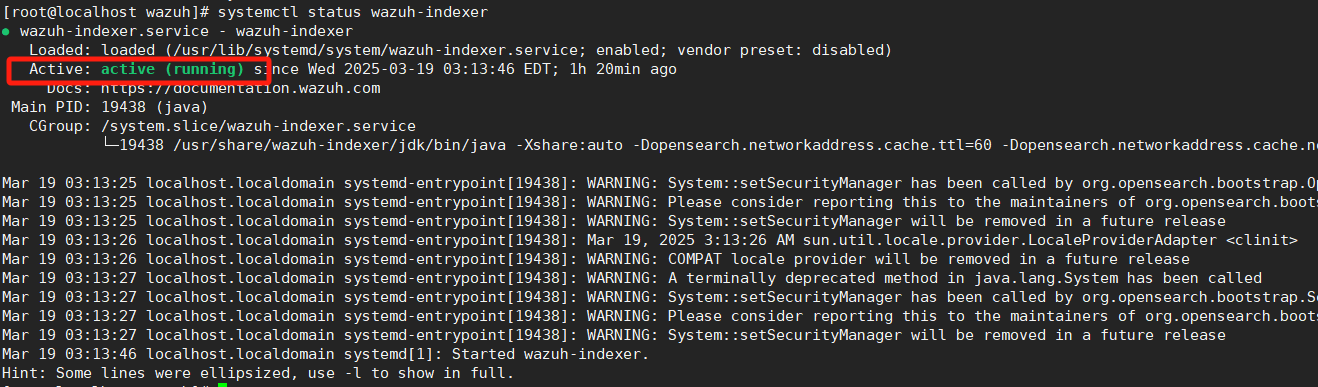 [root@localhost wazuh]# systemctl status wazuh-indexer
● wazuh-indexer.service - wazuh-indexer
Loaded: loaded (/usr/lib/systemd/system/wazuh-indexer.service; enabled; vendor preset: disabled)
Active: active (running) since Wed 2025-03-19 03:13:46 EDT; 1h 20min ago
Docs: https://documentation.wazuh.com
Main PID: 19438 (java)
CGroup: /system.slice/wazuh-indexer.service
└─19438 /usr/share/wazuh-indexer/jdk/bin/java -Xshare:auto -Dopensearch.networkaddress.cache.ttl=60 -Dopensearch.networkaddress.cache.ne
Mar 19 03:13:25 localhost.localdomain systemd-entrypoint[19438]: WARNING: System::setSecurityManager has been called by org.opensearch.bootstrap.Op
Mar 19 03:13:25 localhost.localdomain systemd-entrypoint[19438]: WARNING: Please consider reporting this to the maintainers of org.opensearch.boots
Mar 19 03:13:25 localhost.localdomain systemd-entrypoint[19438]: WARNING: System::setSecurityManager will be removed in a future release
Mar 19 03:13:26 localhost.localdomain systemd-entrypoint[19438]: Mar 19, 2025 3:13:26 AM sun.util.locale.provider.LocaleProviderAdapter <clinit>
Mar 19 03:13:26 localhost.localdomain systemd-entrypoint[19438]: WARNING: COMPAT locale provider will be removed in a future release
Mar 19 03:13:27 localhost.localdomain systemd-entrypoint[19438]: WARNING: A terminally deprecated method in java.lang.System has been called
Mar 19 03:13:27 localhost.localdomain systemd-entrypoint[19438]: WARNING: System::setSecurityManager has been called by org.opensearch.bootstrap.Se
Mar 19 03:13:27 localhost.localdomain systemd-entrypoint[19438]: WARNING: Please consider reporting this to the maintainers of org.opensearch.boots
Mar 19 03:13:27 localhost.localdomain systemd-entrypoint[19438]: WARNING: System::setSecurityManager will be removed in a future release
Mar 19 03:13:46 localhost.localdomain systemd[1]: Started wazuh-indexer.
Hint: Some lines were ellipsized, use -l to show in full.